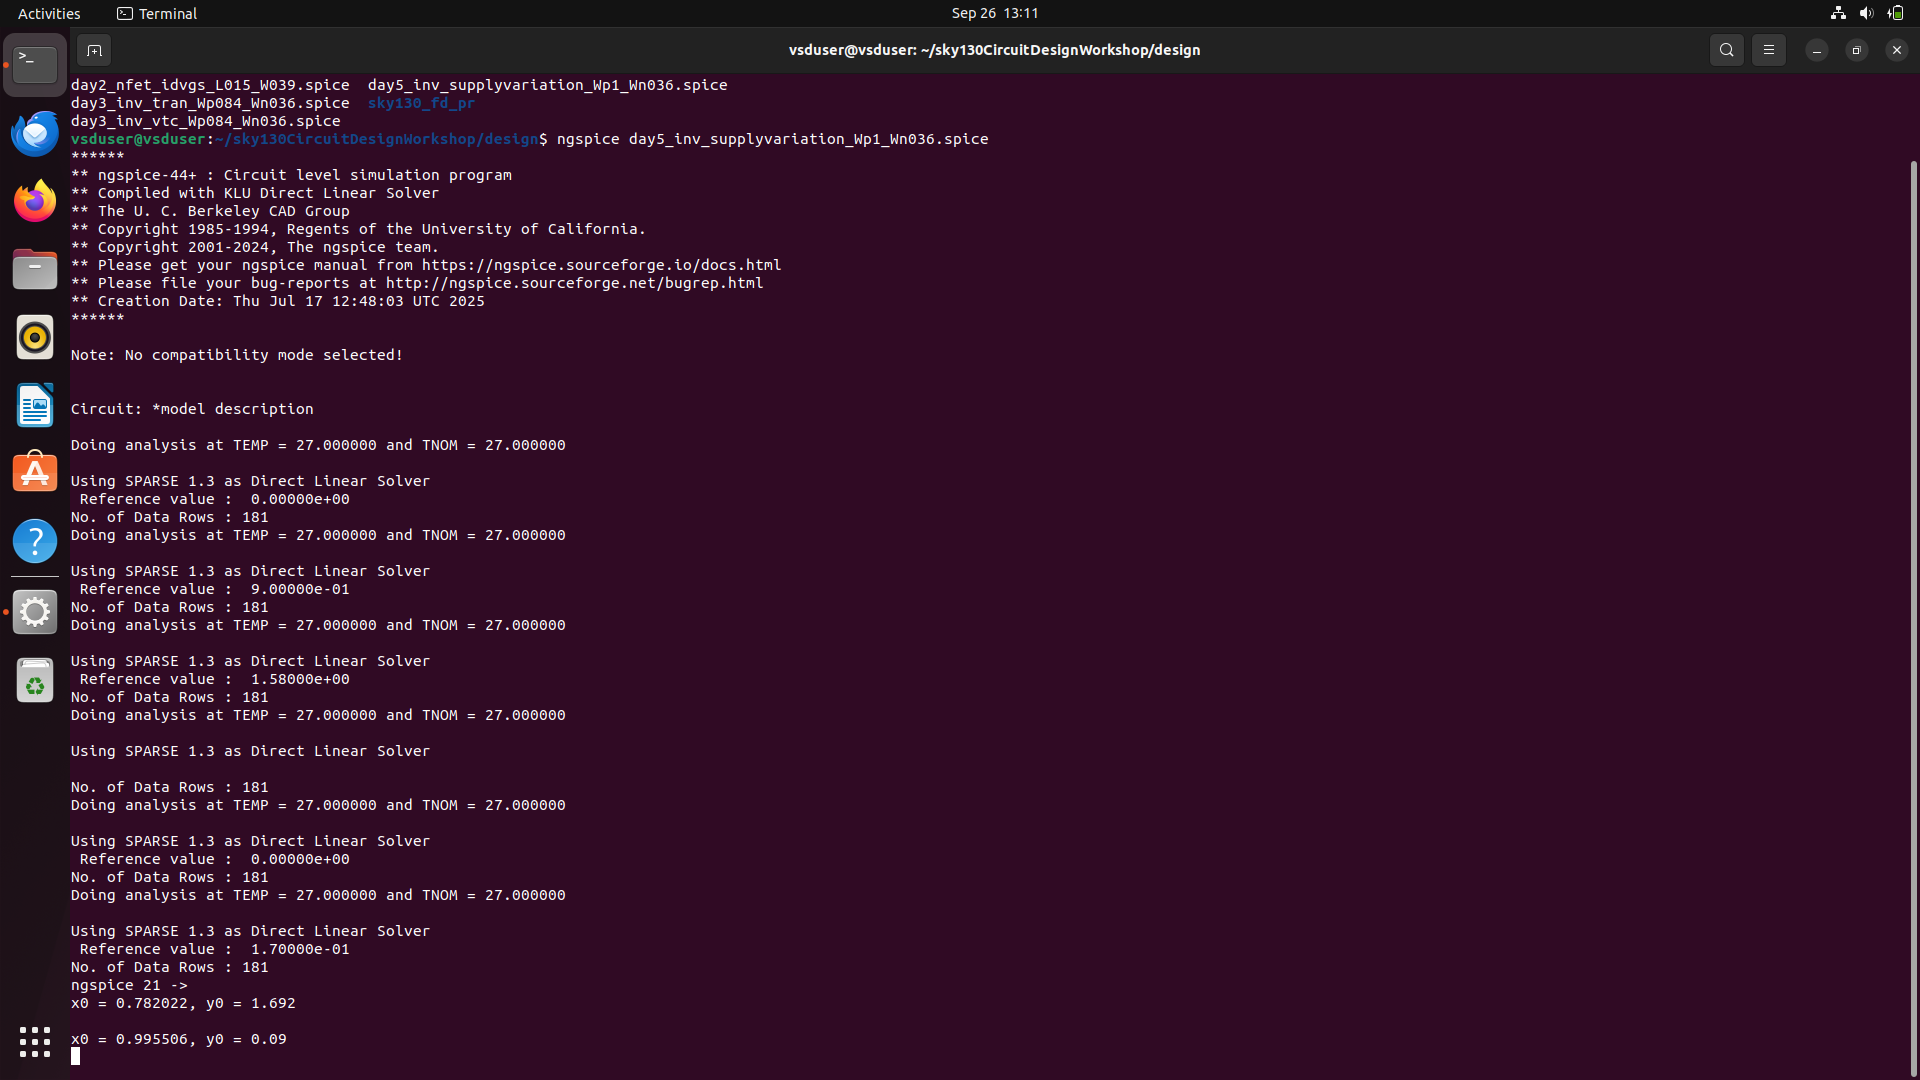 Activities
Terminal
Sep 26 13:11
vsduser@vsduser: ~/sky130CircuitDesignWorkshop/design
day2_nfet_idvgs_L015_W039.spice  day5_inv_supplyvariation_Wp1_Wn036.spice
day3_inv_tran_Wp084_Wn036.spice  sky130_fd_pr
day3_inv_vtc_Wp084_Wn036.spice
vsduser@vsduser:~/sky130CircuitDesignWorkshop/design$ ngspice day5_inv_supplyvariation_Wp1_Wn036.spice
******
** ngspice-44+ : Circuit level simulation program
** Compiled with KLU Direct Linear Solver
** The U. C. Berkeley CAD Group
** Copyright 1985-1994, Regents of the University of California.
** Copyright 2001-2024, The ngspice team.
** Please get your ngspice manual from https://ngspice.sourceforge.io/docs.html
** Please file your bug-reports at http://ngspice.sourceforge.net/bugrep.html
** Creation Date: Thu Jul 17 12:48:03 UTC 2025
******
Note: No compatibility mode selected!
Circuit: *model description
Doing analysis at TEMP = 27.000000 and TNOM = 27.000000
Using SPARSE 1.3 as Direct Linear Solver
Reference value :  0.00000e+00
No. of Data Rows : 181
Doing analysis at TEMP = 27.000000 and TNOM = 27.000000
Using SPARSE 1.3 as Direct Linear Solver
Reference value :  9.00000e-01
No. of Data Rows : 181
Doing analysis at TEMP = 27.000000 and TNOM = 27.000000
Using SPARSE 1.3 as Direct Linear Solver
Reference value :  1.58000e+00
No. of Data Rows : 181
Doing analysis at TEMP = 27.000000 and TNOM = 27.000000
Using SPARSE 1.3 as Direct Linear Solver
No. of Data Rows : 181
Doing analysis at TEMP = 27.000000 and TNOM = 27.000000
Using SPARSE 1.3 as Direct Linear Solver
Reference value :  0.00000e+00
No. of Data Rows : 181
Doing analysis at TEMP = 27.000000 and TNOM = 27.000000
Using SPARSE 1.3 as Direct Linear Solver
Reference value :  1.70000e-01
No. of Data Rows : 181
ngspice 21 ->
x0 = 0.782022, y0 = 1.692
x0 = 0.995506, y0 = 0.09